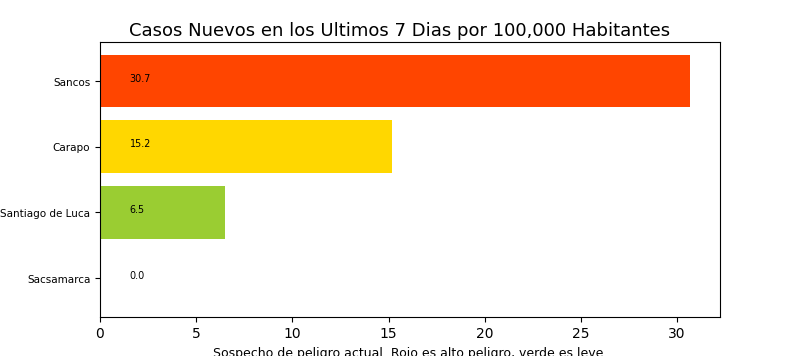 Casos Nuevos en los Ultimos 7 Dias por 100,000 Habitantes
Sancos
30.7
Carapo
15.2
Santiago de Luca
6.5
Sacsamarca
0.0
0 5 10 15 20 25 30
Sospecho de peligro actual. Rojo es alto peligro, verde es leve